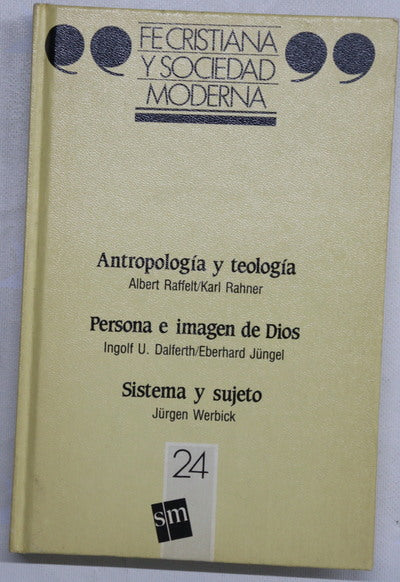 FE CRISTIANA
Y SOCIEDAD
MODERNA
Antropología y teología
Albert Raffelt/Karl Rahner
Persona e imagen de Dios
Ingolf U. Dalferth/Eberhard Jüngel
Sistema y sujeto
Jürgen Werbick
24
sm